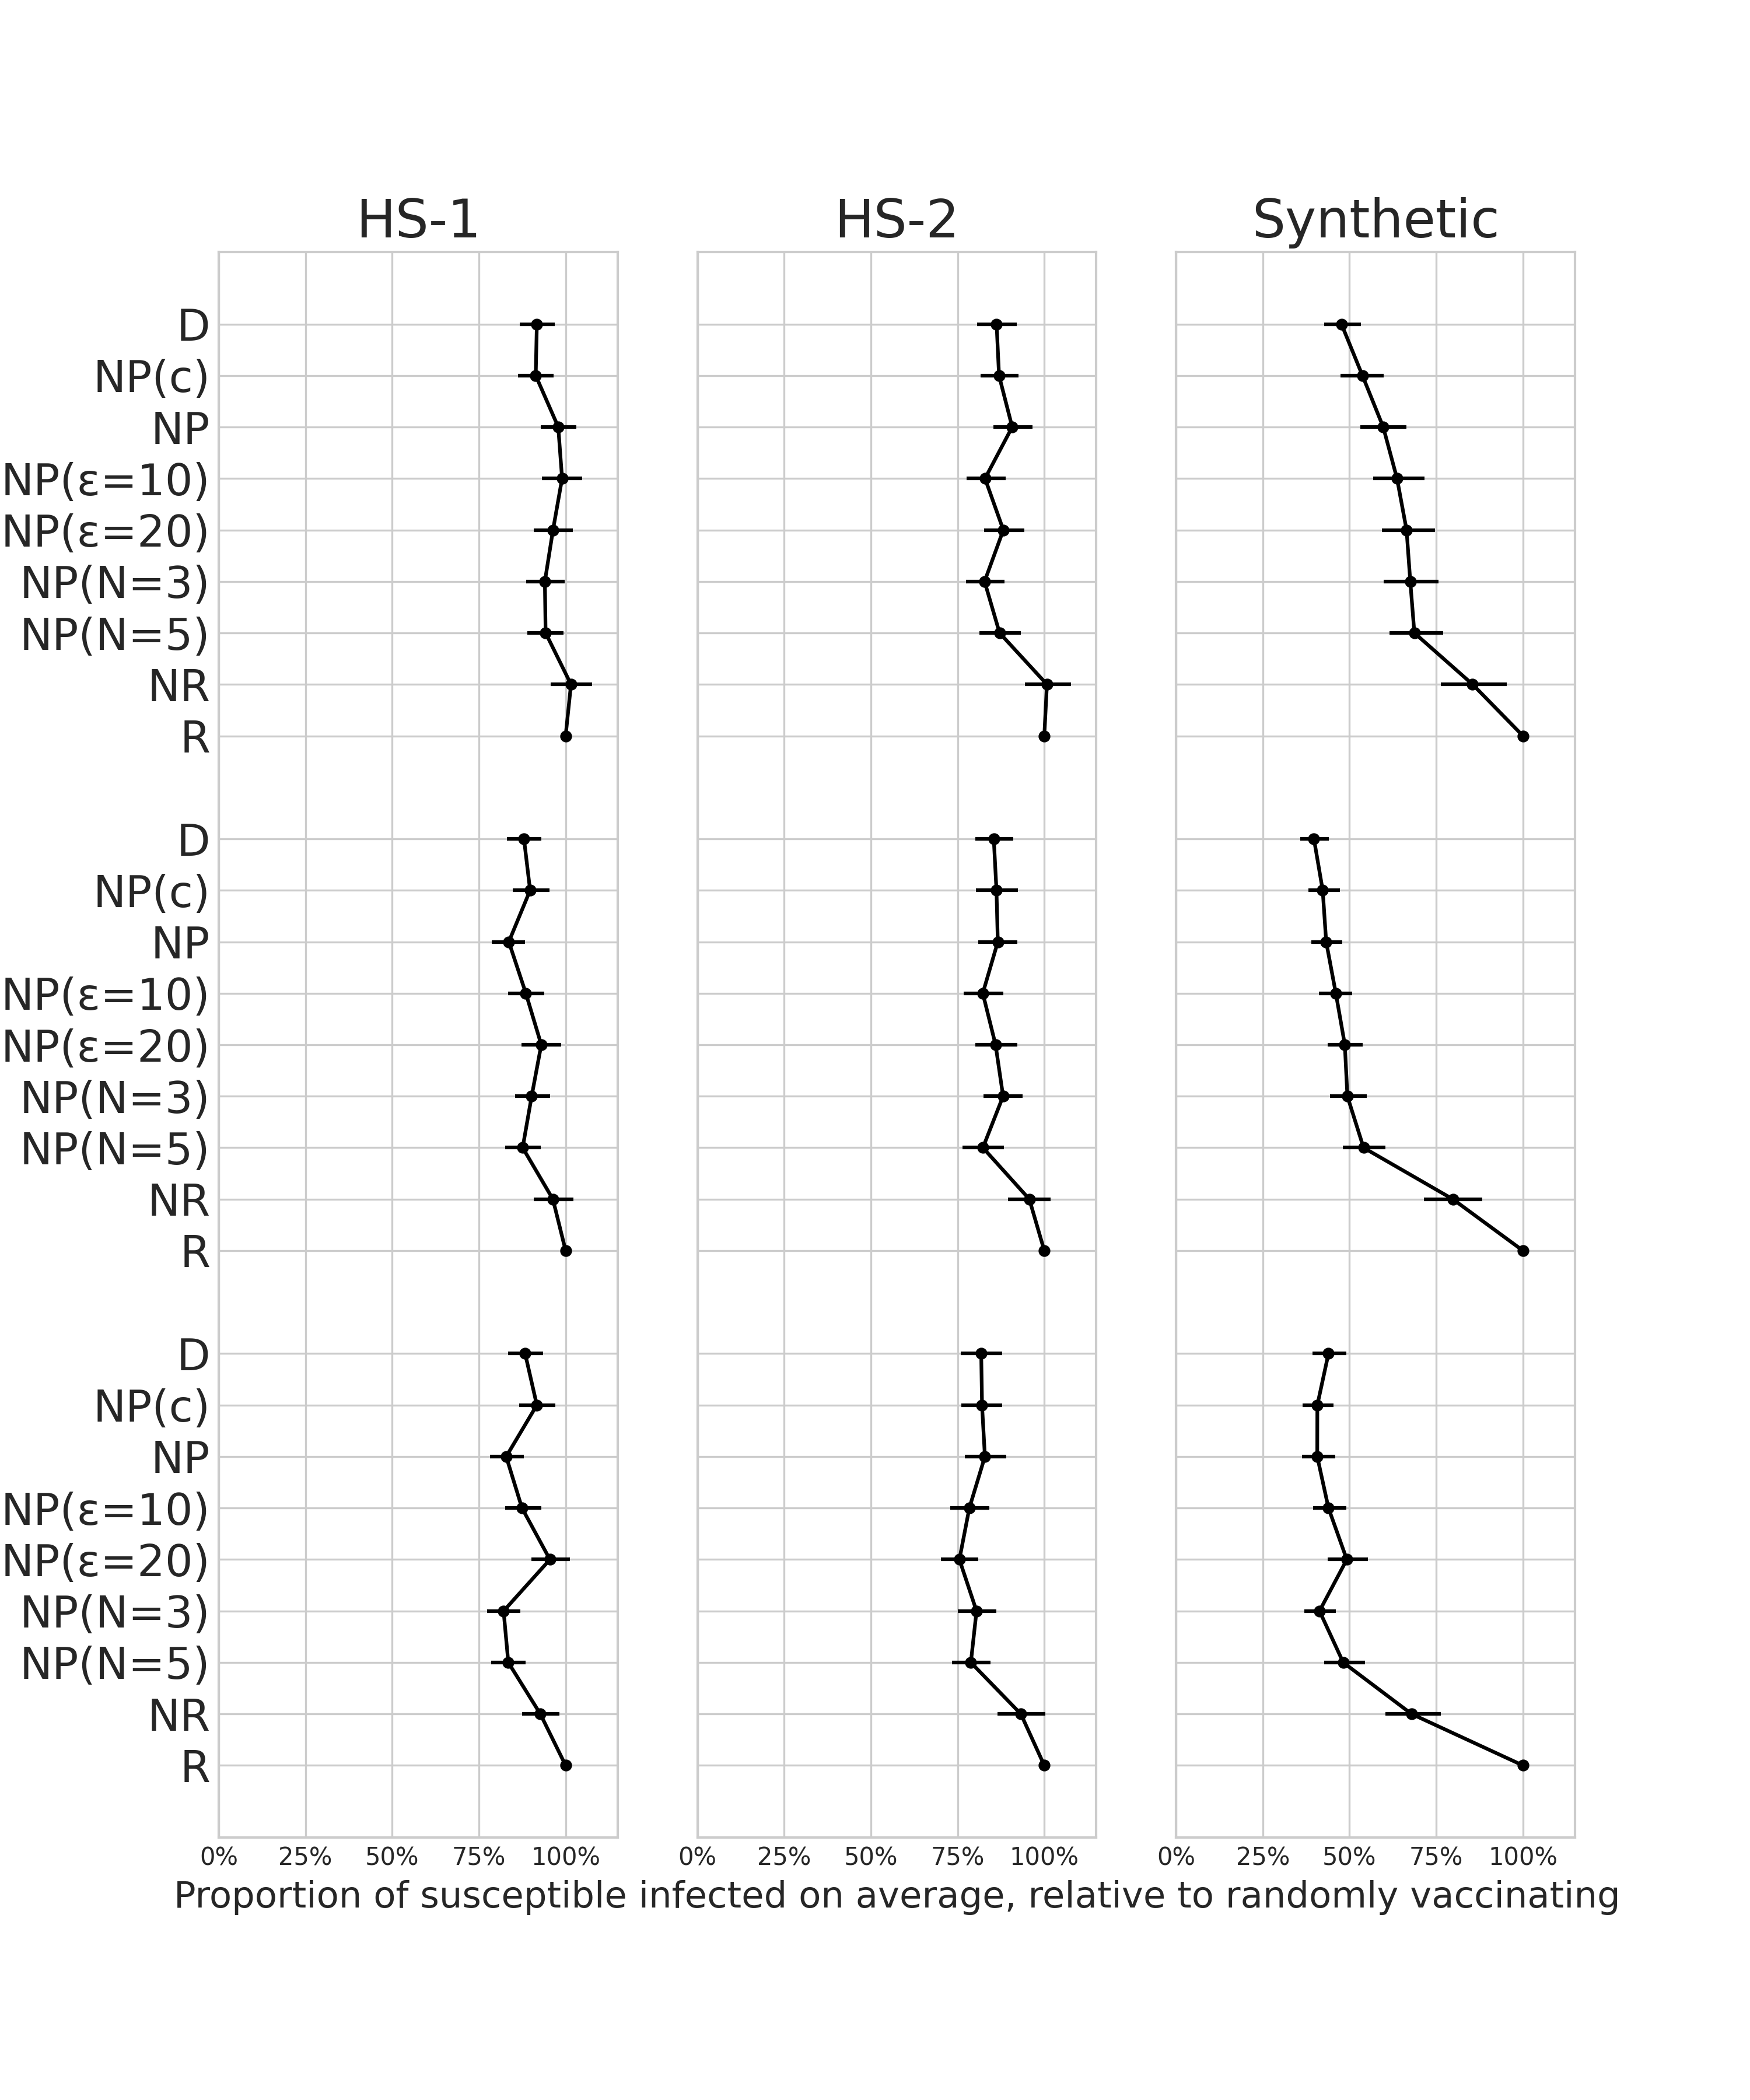 HS-1 HS-2 Synthetic
D
NP(c)
NP
NP(ε=10)
NP(ε=20)
NP(N=3)
NP(N=5)
NR
R
D
NP(c)
NP
NP(ε=10)
NP(ε=20)
NP(N=3)
NP(N=5)
NR
R
D
NP(c)
NP
NP(ε=10)
NP(ε=20)
NP(N=3)
NP(N=5)
NR
R
0% 25% 50% 75% 100% 0% 25% 50% 75% 100% 0% 25% 50% 75% 100%
Proportion of susceptible infected on average, relative to randomly vaccinating